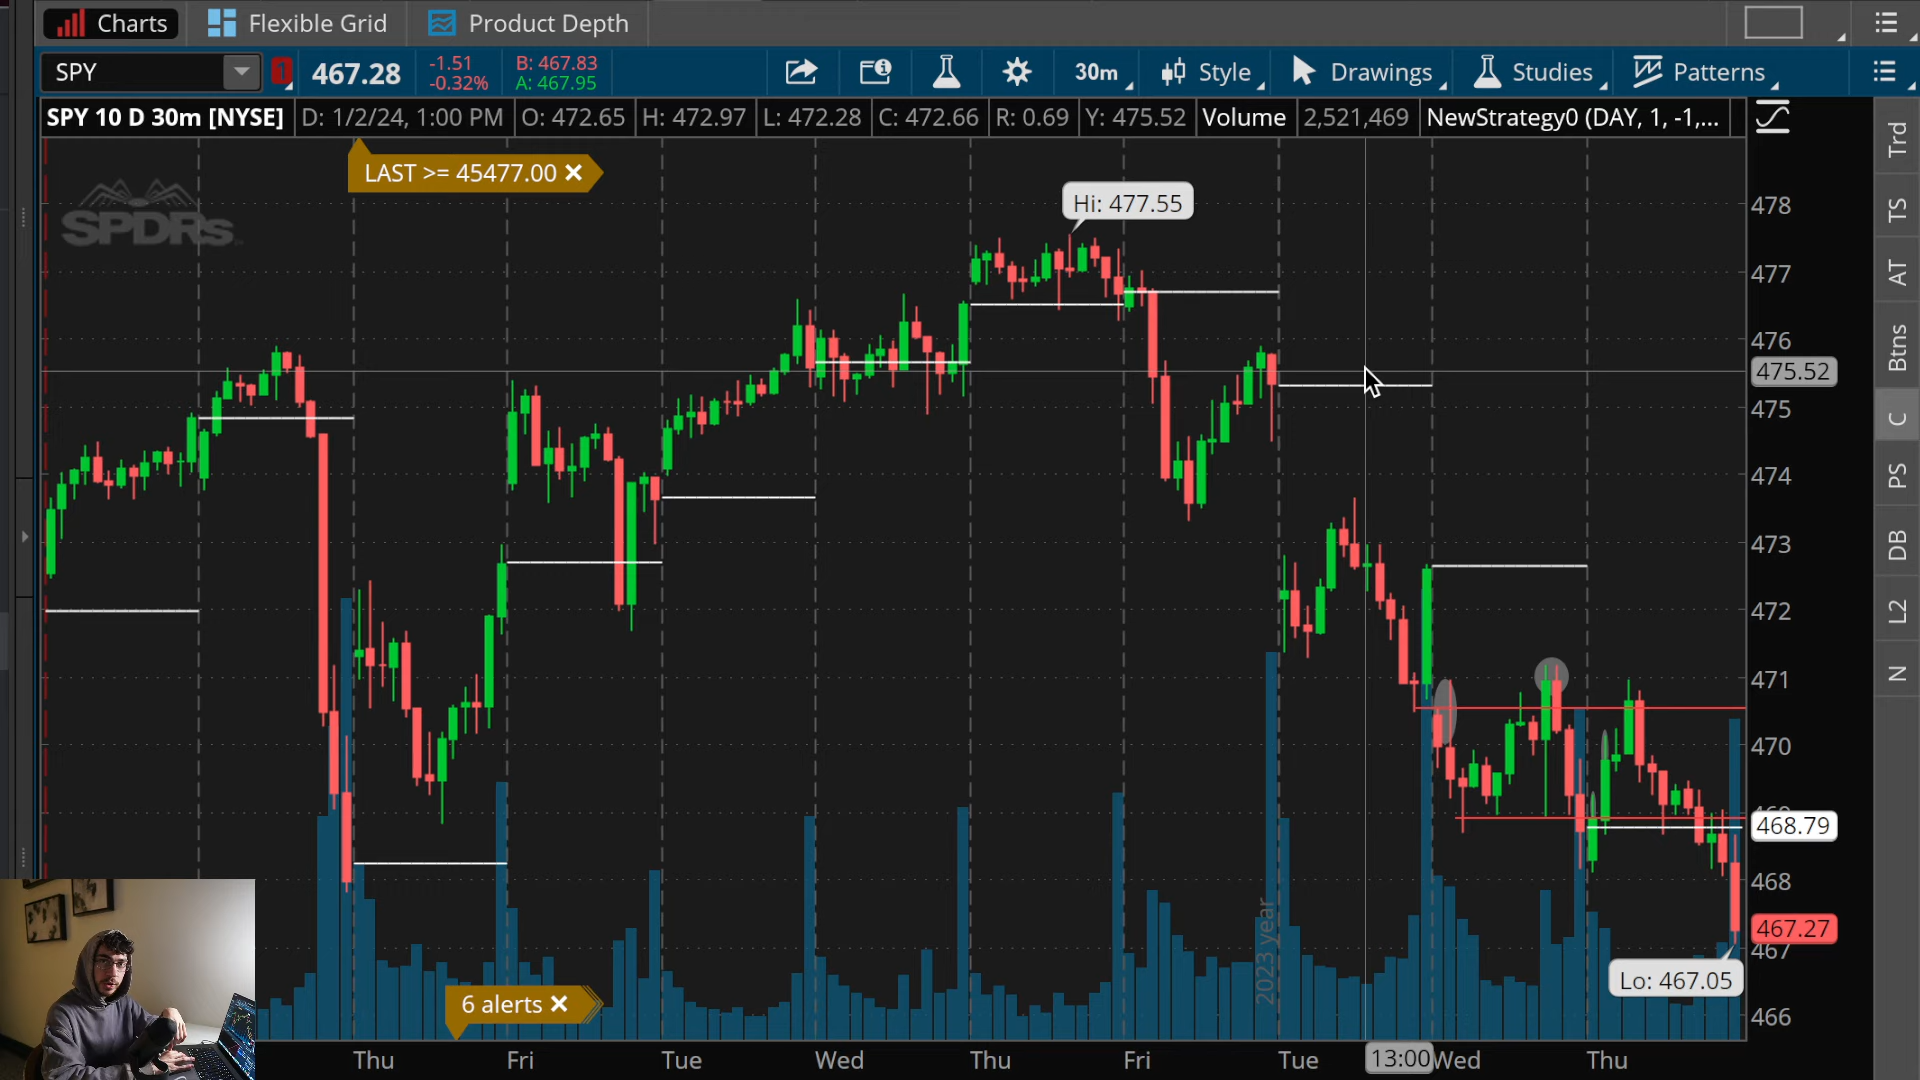 Charts
Flexible Grid
Product Depth
SPY
1
467.28
-1.51
-0.32%
B: 467.83
A: 467.95
30m
Style
Drawings
Studies
Patterns
SPY 10 D 30m [NYSE]
D: 1/2/24, 1:00 PM
O: 472.65
H: 472.97
L: 472.28
C: 472.66
R: 0.69
Y: 475.52
Volume
2,521,469
NewStrategy0 (DAY, 1, -1,...
LAST >= 45477.00 ×
SPDRs
Hi: 477.55
478
477
476
475.52
475
474
473
472
471
470
468.79
468
467.27
467
466
Lo: 467.05
2023 year
6 alerts ×
Thu
Fri
Tue
Wed
Thu
Fri
Tue
13:00
Wed
Thu
Trd
TS
AT
Btns
C
PS
DB
L2
N